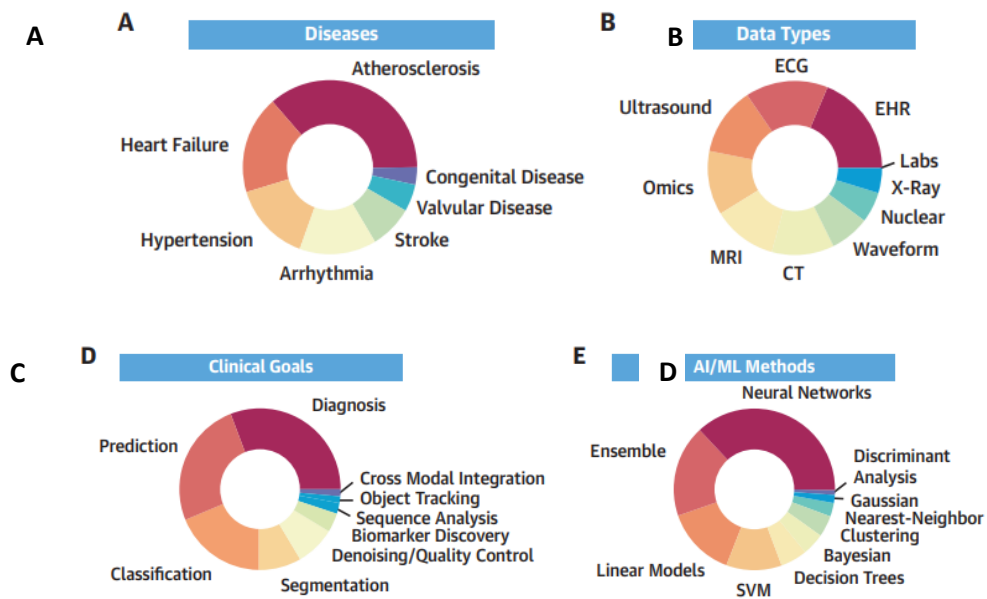 A
A
Diseases
Atherosclerosis
Heart Failure
Congenital Disease
Valvular Disease
Hypertension
Stroke
Arrhythmia
B
B
Data Types
ECG
Ultrasound
EHR
Labs
X-Ray
Omics
Nuclear
Waveform
MRI
CT
C
D
Clinical Goals
Diagnosis
Prediction
Cross Modal Integration
Object Tracking
Sequence Analysis
Biomarker Discovery
Denoising/Quality Control
Classification
Segmentation
E
D
AI/ML Methods
Neural Networks
Ensemble
Discriminant
Analysis
Gaussian
Nearest-Neighbor
Clustering
Bayesian
Linear Models
Decision Trees
SVM